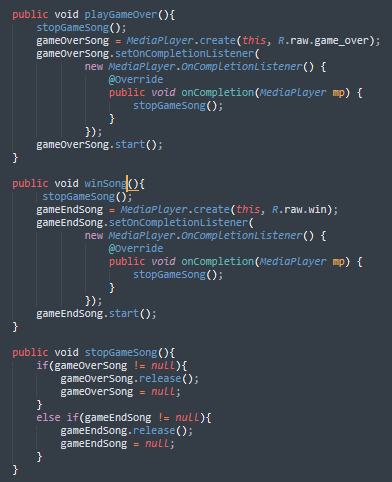 public void playGameOver(){
stopGameSong();
gameOverSong = MediaPlayer.create(this, R.raw.game_over);
gameOverSong.setOnCompletionListener(
new MediaPlayer.OnCompletionListener() {
@Override
public void onCompletion(MediaPlayer mp) {
stopGameSong();
}
});
gameOverSong.start();
}
public void winSong(){
stopGameSong();
gameEndSong = MediaPlayer.create(this, R.raw.win);
gameEndSong.setOnCompletionListener(
new MediaPlayer.OnCompletionListener() {
@Override
public void onCompletion(MediaPlayer mp) {
stopGameSong();
}
});
gameEndSong.start();
}
public void stopGameSong(){
if(gameOverSong != null){
gameOverSong.release();
gameOverSong = null;
}
else if(gameEndSong != null){
gameEndSong.release();
gameEndSong = null;
}
}